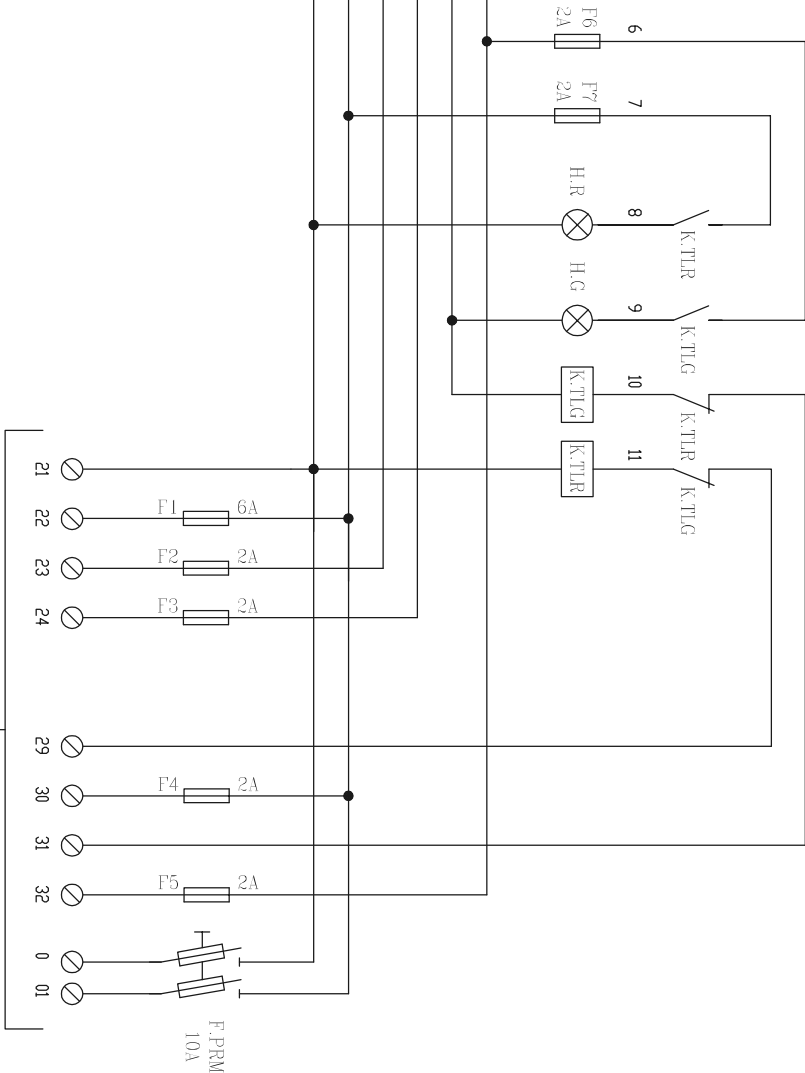 F6
2A
6
F7
2A
7
H.R
8
K.TLR
H.G
9
K.TLG
K.TLG
10
K.TLR
K.TLR
11
K.TLG
21
22 F1 6A
23 F2 2A
24 F3 2A
29
30 F4 2A
31
32 F5 2A
0
01
F.PRM
10A